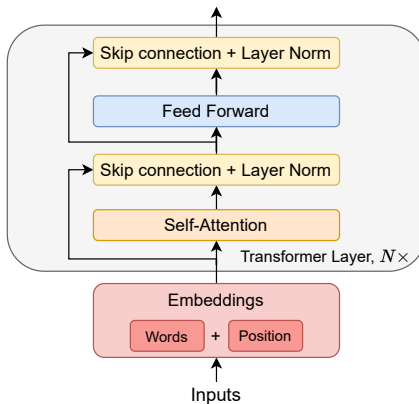 Skip connection + Layer Norm
Feed Forward
Skip connection + Layer Norm
Self-Attention
Transformer Layer, N×
Embeddings
Words + Position
Inputs